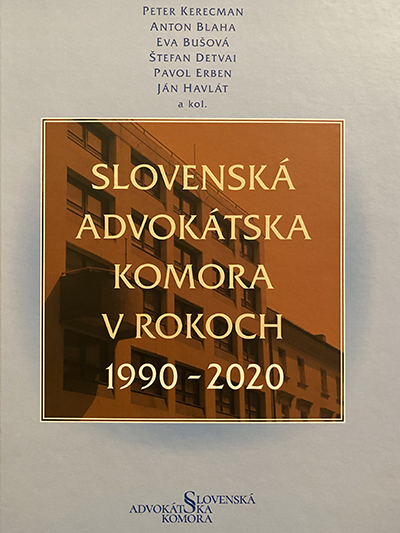 PETER KERECMAN
ANTON BLAHA
EVA BUŠOVÁ
ŠTEFAN DETVAI
PAVOL ERBEN
JÁN HAVLÁT
a kol.
SLOVENSKÁ
ADVOKÁTSKA
KOMORA
V ROKOCH
1990 - 2020
SLOVENSKÁ
ADVOKÁTSKA
KOMORA